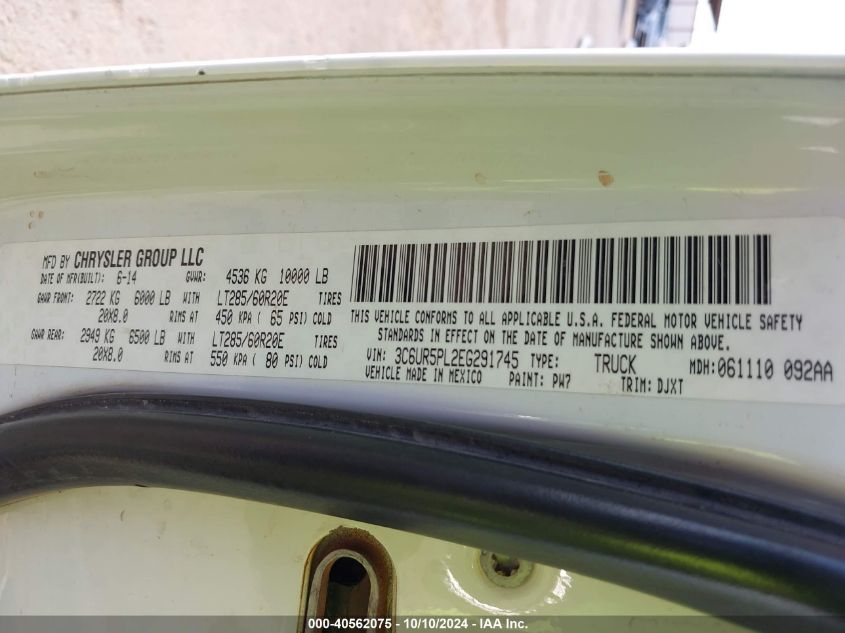 MFD BY CHRYSLER GROUP LLC
DATE OF MFR(BUILT): 6-14 GVWR: 4536 KG 10000 LB
GAWR FRONT: 2722 KG 6000 LB WITH LT285/60R20E TIRES
20X8.0 RIMS AT 450 KPA ( 65 PSI) COLD
GAWR REAR: 2949 KG 6500 LB WITH LT285/60R20E TIRES
20X8.0 RIMS AT 550 KPA ( 80 PSI) COLD
THIS VEHICLE CONFORMS TO ALL APPLICABLE U.S.A. FEDERAL MOTOR VEHICLE SAFETY
STANDARDS IN EFFECT ON THE DATE OF MANUFACTURE SHOWN ABOVE.
VIN: 3C6UR5PL2EG291745 TYPE: TRUCK MDH:061110 092AA
VEHICLE MADE IN MEXICO PAINT: PW7 TRIM: DJXT
000-40562075 - 10/10/2024 - IAA Inc.